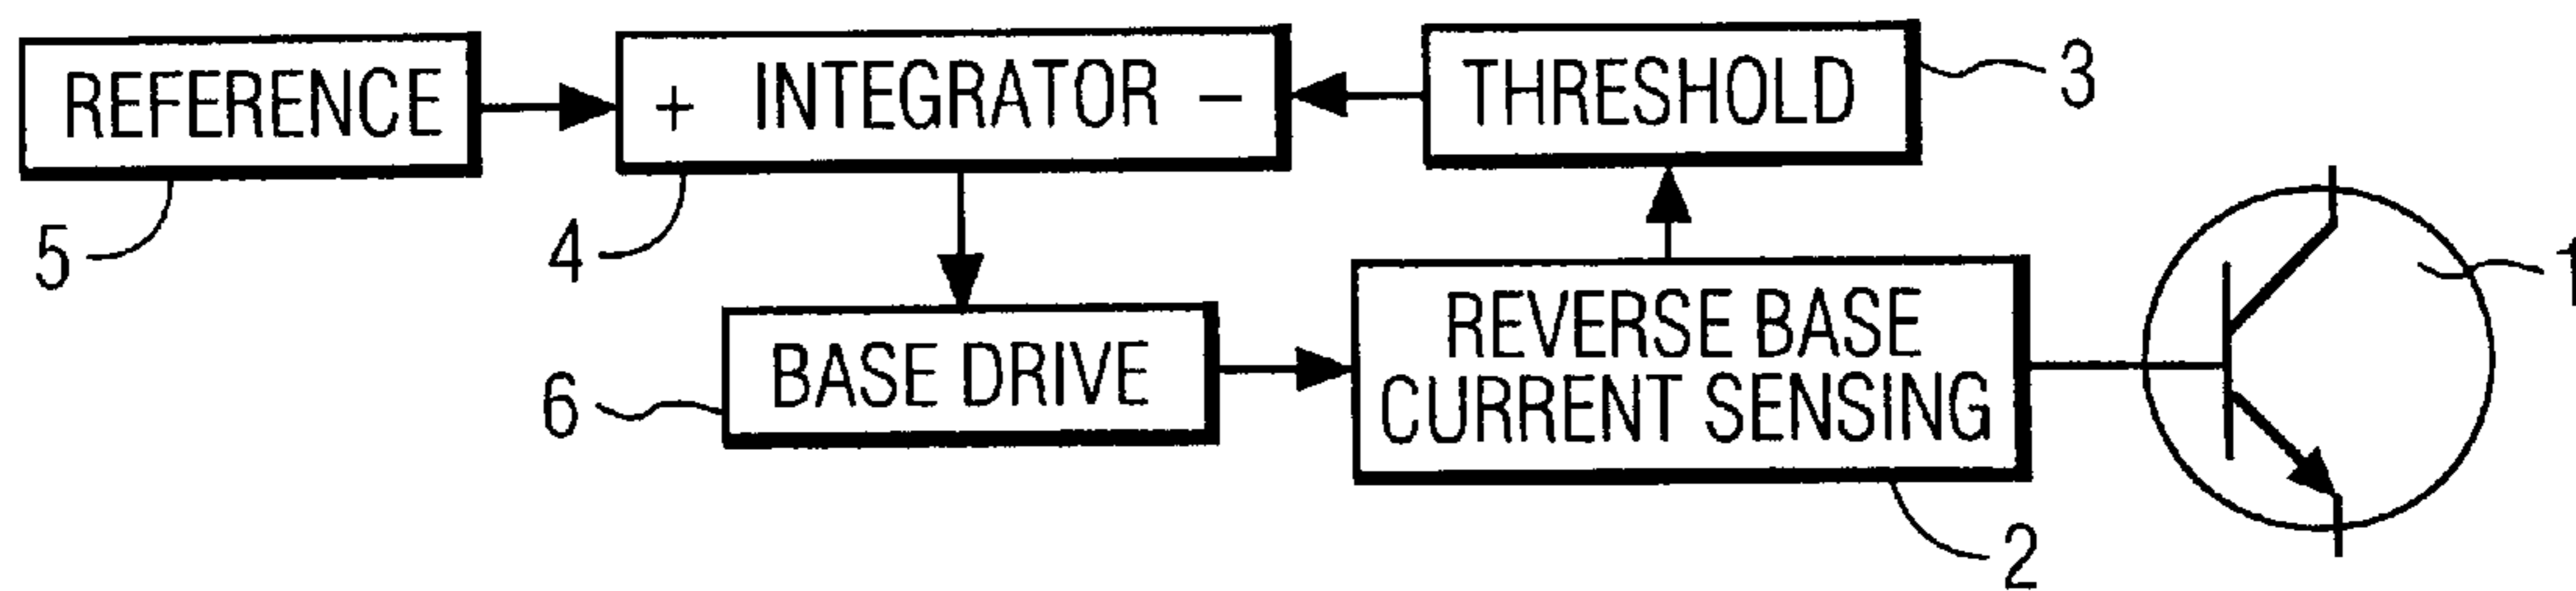 REFERENCE
+ INTEGRATOR −
THRESHOLD
3
5
4
1
BASE DRIVE
REVERSE BASE
CURRENT SENSING
6
2